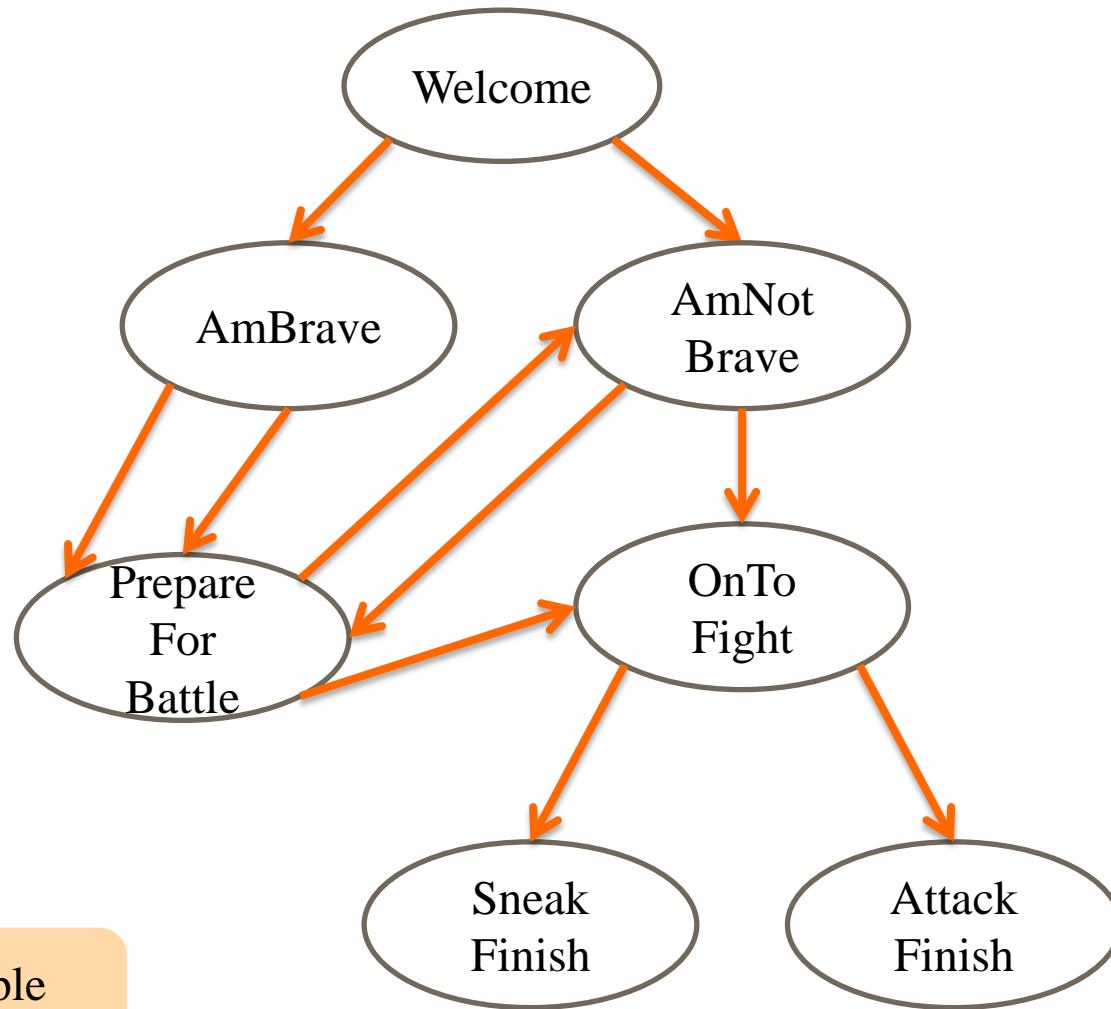 Welcome
AmBrave
AmNot
Brave
Prepare
For
Battle
OnTo
Fight
Sneak
Finish
Attack
Finish